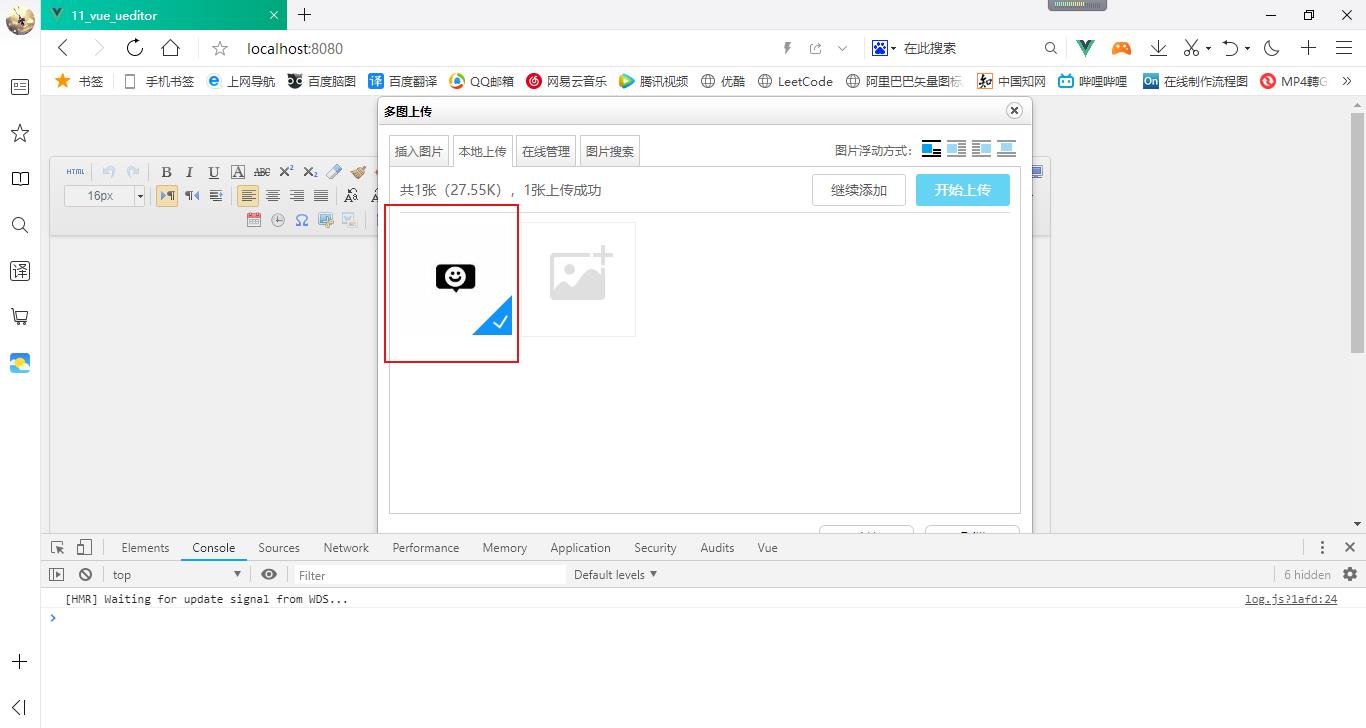 11_vue_ueditor
localhost:8080
在此搜索
书签 手机书签 上网导航 百度脑图 译 百度翻译 QQ邮箱 网易云音乐 腾讯视频 优酷 LeetCode 阿里巴巴矢量图标 中国知网 哔哩哔哩 On 在线制作流程图 MP4轉G
多图上传
插入图片 本地上传 在线管理 图片搜索 图片浮动方式:
HTML B I U A ABC X² X₂
16px
共1张（27.55K），1张上传成功 继续添加 开始上传
译
Elements Console Sources Network Performance Memory Application Security Audits Vue
top Filter Default levels 6 hidden
[HMR] Waiting for update signal from WDS... log.js?1afd:24